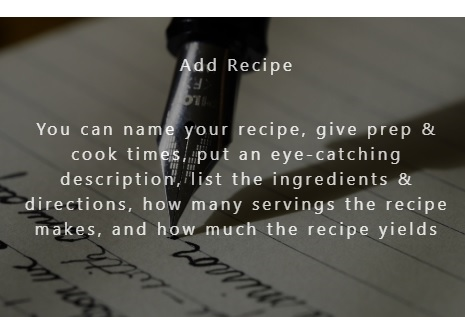 Add Recipe
You can name your recipe, give prep &
cook times, put an eye-catching
description, list the ingredients &
directions, how many servings the recipe
makes, and how much the recipe yields